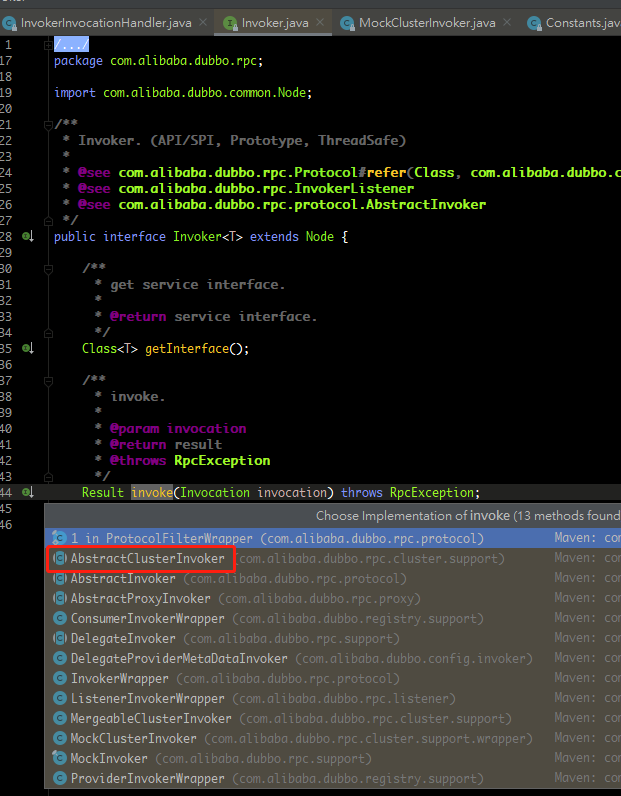 InvokerInvocationHandler.java × Invoker.java × MockClusterInvoker.java × Constants.java
1 /.../
17 package com.alibaba.dubbo.rpc;
18
19 import com.alibaba.dubbo.common.Node;
20
21 /**
22 * Invoker. (API/SPI, Prototype, ThreadSafe)
23 *
24 * @see com.alibaba.dubbo.rpc.Protocol#refer(Class, com.alibaba.dubbo.c
25 * @see com.alibaba.dubbo.rpc.InvokerListener
26 * @see com.alibaba.dubbo.rpc.protocol.AbstractInvoker
27 */
28 public interface Invoker<T> extends Node {
29
30 /**
31 * get service interface.
32 *
33 * @return service interface.
34 */
35 Class<T> getInterface();
36
37 /**
38 * invoke.
39 *
40 * @param invocation
41 * @return result
42 * @throws RpcException
43 */
44 Result invoke(Invocation invocation) throws RpcException;
45
46
Choose Implementation of invoke (13 methods found
1 in ProtocolFilterWrapper (com.alibaba.dubbo.rpc.protocol) Maven: com
AbstractClusterInvoker (com.alibaba.dubbo.rpc.cluster.support) Maven: com
AbstractInvoker (com.alibaba.dubbo.rpc.protocol) Maven: com
AbstractProxyInvoker (com.alibaba.dubbo.rpc.proxy) Maven: com
ConsumerInvokerWrapper (com.alibaba.dubbo.registry.support) Maven: com
DelegateInvoker (com.alibaba.dubbo.rpc.support) Maven: com
DelegateProviderMetaDataInvoker (com.alibaba.dubbo.config.invoker) Maven: com
InvokerWrapper (com.alibaba.dubbo.rpc.protocol) Maven: com
ListenerInvokerWrapper (com.alibaba.dubbo.rpc.listener) Maven: com
MergeableClusterInvoker (com.alibaba.dubbo.rpc.cluster.support) Maven: com
MockClusterInvoker (com.alibaba.dubbo.rpc.cluster.support.wrapper) Maven: com
MockInvoker (com.alibaba.dubbo.rpc.support) Maven: com
ProviderInvokerWrapper (com.alibaba.dubbo.registry.support) Maven: com